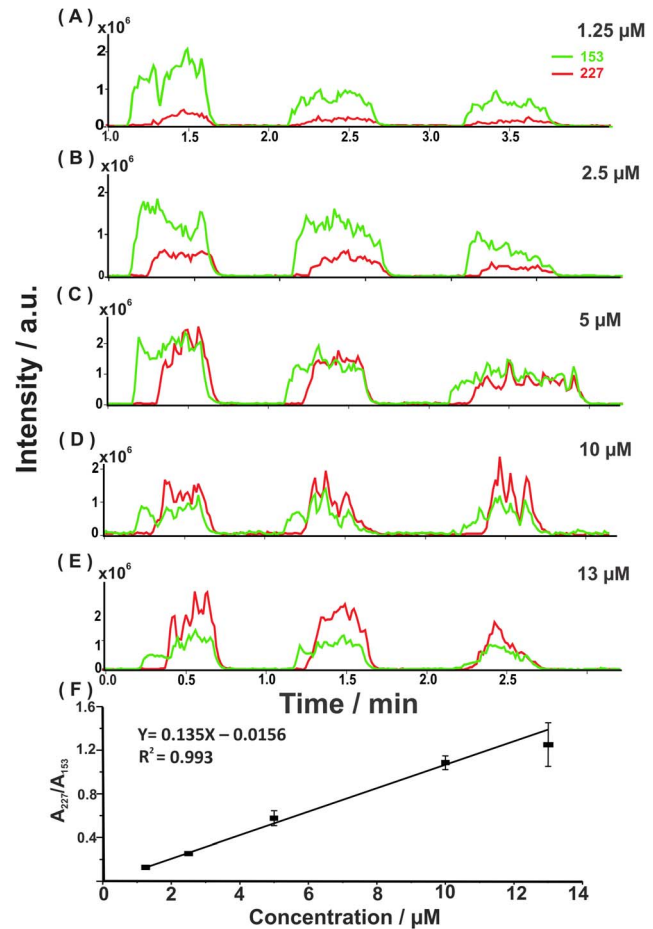 ( A )
x10⁶
1.25 µM
2
1
0
153
227
1.0 1.5 2.0 2.5 3.0 3.5
( B )
x10⁶
2.5 µM
2
1
0
( C )
x10⁶
5 µM
2
1
0
Intensity / a.u.
( D )
x10⁶
10 µM
2
1
0
( E )
x10⁶
13 µM
2
1
0
0.0 0.5 1.0 1.5 2.0 2.5
Time / min
( F )
1.6
1.2
0.8
0.4
Y= 0.135X – 0.0156
R² = 0.993
A₂₂₇/A₁₅₃
0 2 4 6 8 10 12 14
Concentration / µM